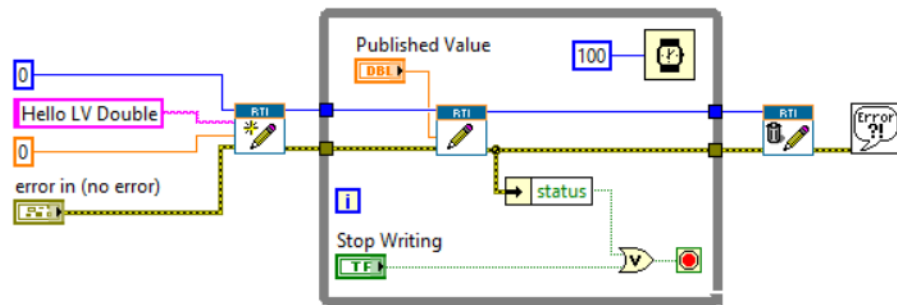 Published Value
100
DBL
0
Hello LV Double
RTI
RTI
RTI
Error
?!
0
error in (no error)
status
i
Stop Writing
TF
V